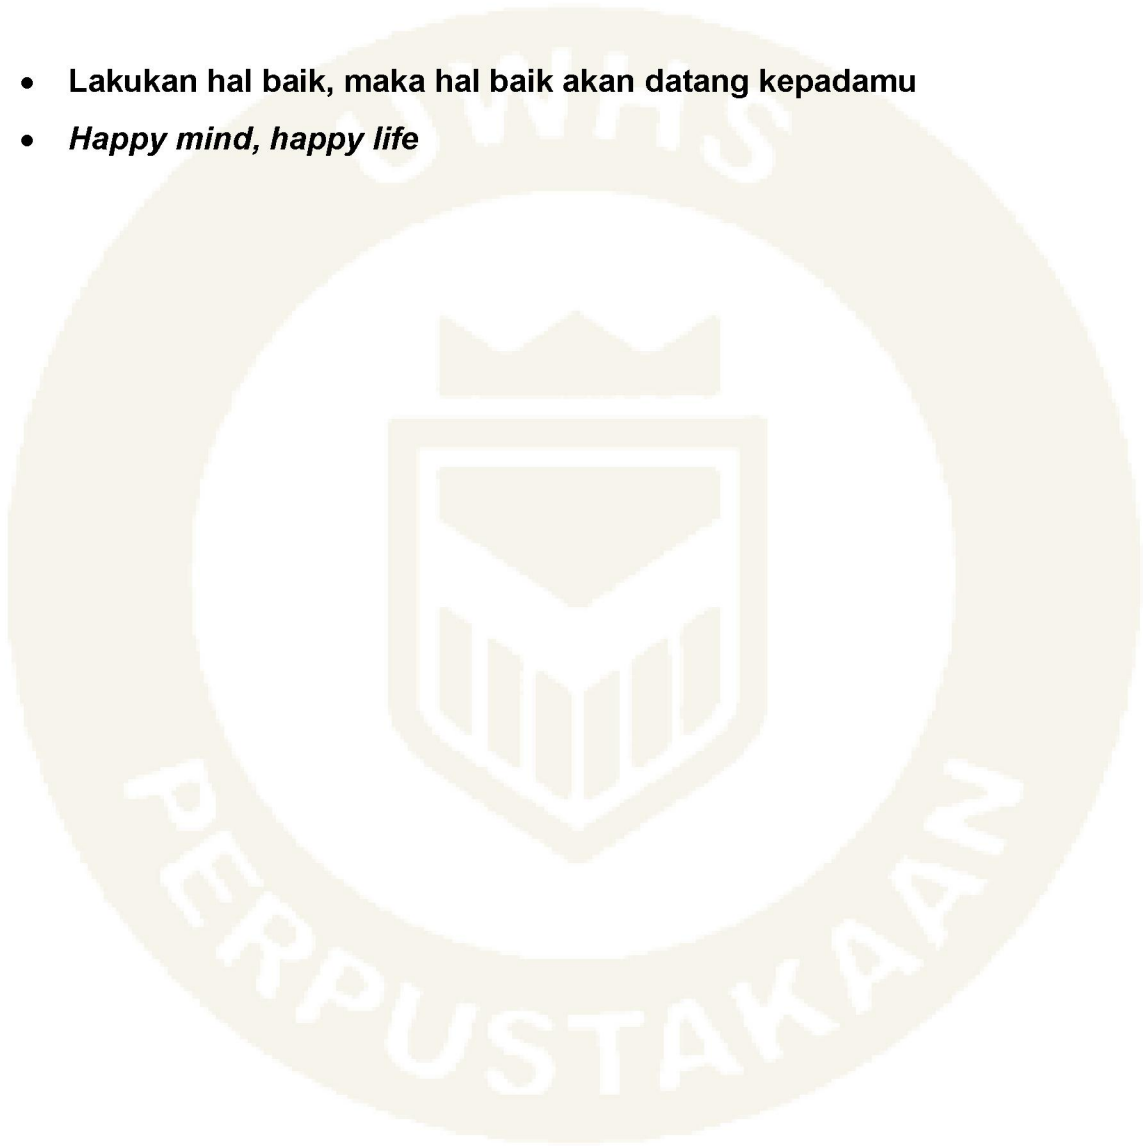 • Lakukan hal baik, maka hal baik akan datang kepadamu
• Happy mind, happy life
UWHS
PERPUSTAKAAN